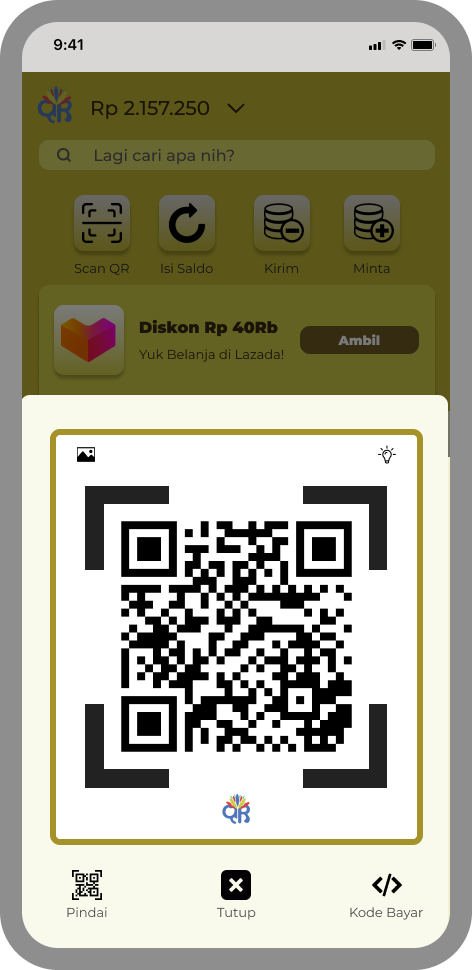 9:41
QR
Rp 2.157.250
Lagi cari apa nih?
Scan QR
Isi Saldo
Kirim
Minta
Diskon Rp 40Rb
Yuk Belanja di Lazada!
Ambil
QR
Pindai
Tutup
Kode Bayar